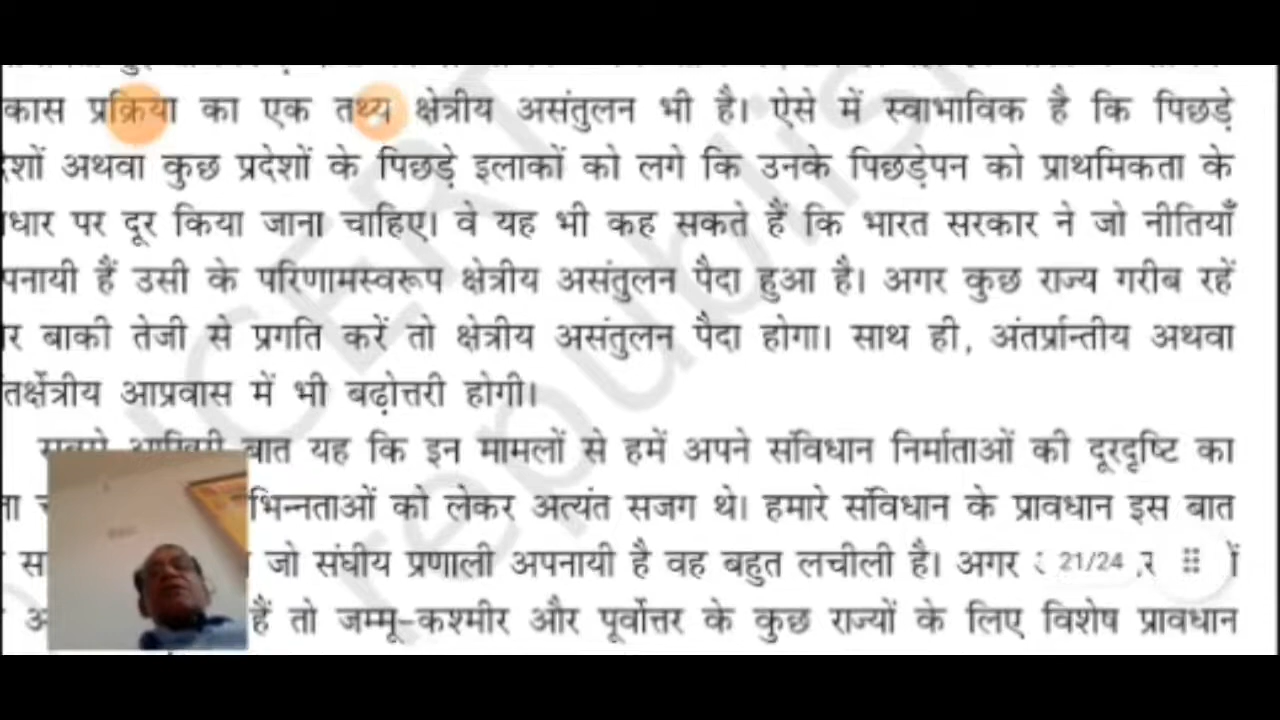 कास प्रक्रिया का एक तथ्य क्षेत्रीय असंतुलन भी है। ऐसे में स्वाभाविक है कि पिछड़े
शों अथवा कुछ प्रदेशों के पिछड़े इलाकों को लगे कि उनके पिछड़ेपन को प्राथमिकता के
धार पर दूर किया जाना चाहिए। वे यह भी कह सकते हैं कि भारत सरकार ने जो नीतियाँ
पनायी हैं उसी के परिणामस्वरूप क्षेत्रीय असंतुलन पैदा हुआ है। अगर कुछ राज्य गरीब रहें
र बाकी तेजी से प्रगति करें तो क्षेत्रीय असंतुलन पैदा होगा। साथ ही, अंतर्प्रान्तीय अथवा
तर्क्षेत्रीय आप्रवास में भी बढ़ोत्तरी होगी।
बात यह कि इन मामलों से हमें अपने संविधान निर्माताओं की दूरदृष्टि का
भिन्नताओं को लेकर अत्यंत सजग थे। हमारे संविधान के प्रावधान इस बात
जो संघीय प्रणाली अपनायी है वह बहुत लचीली है। अगर 21/24
हैं तो जम्मू-कश्मीर और पूर्वोत्तर के कुछ राज्यों के लिए विशेष प्रावधान
NCERT
republis